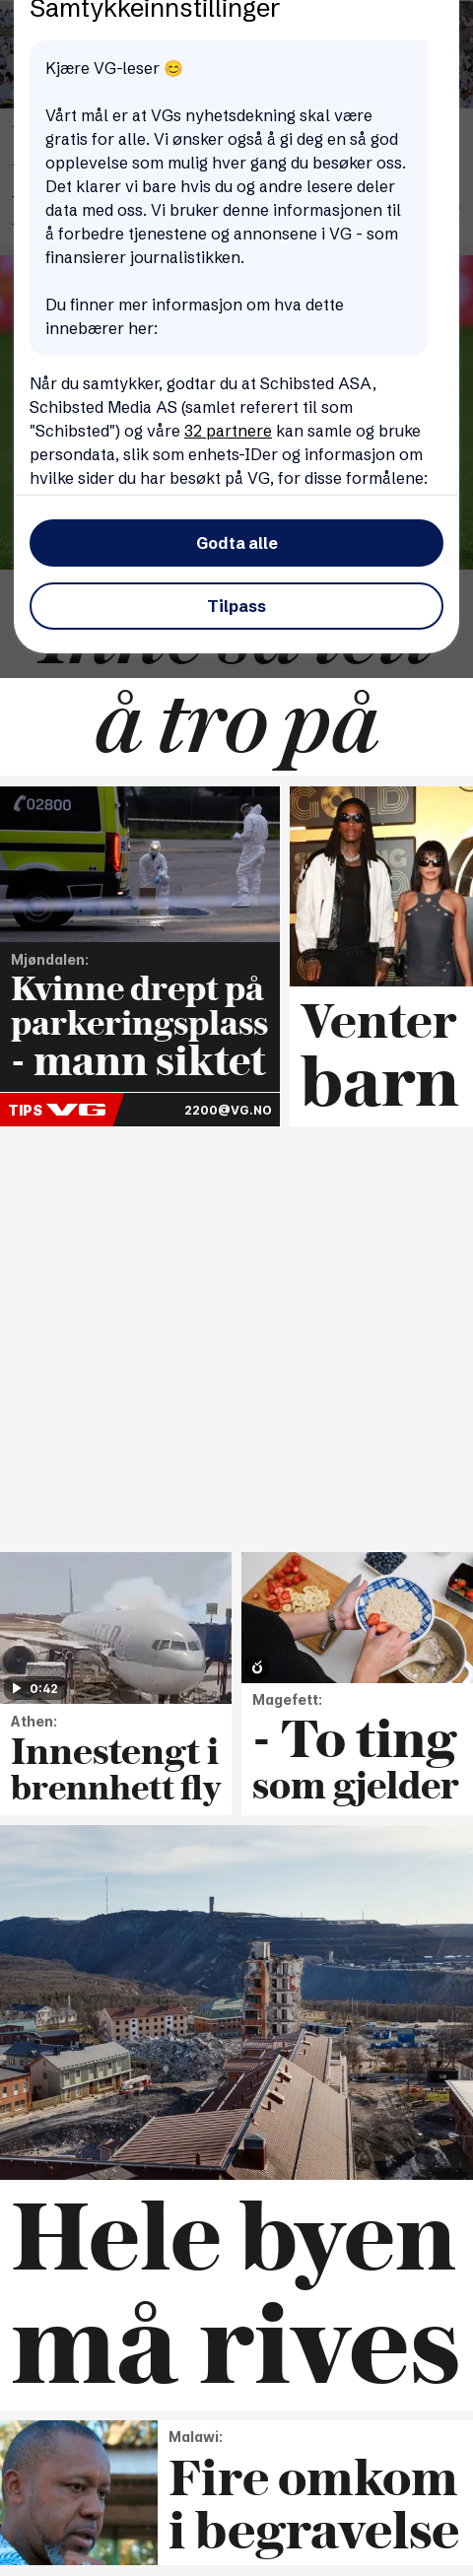 Samtykkeinnstillinger
Kjære VG-leser 😊
Vårt mål er at VGs nyhetsdekning skal være
gratis for alle. Vi ønsker også å gi deg en så god
opplevelse som mulig hver gang du besøker oss.
Det klarer vi bare hvis du og andre lesere deler
data med oss. Vi bruker denne informasjonen til
å forbedre tjenestene og annonsene i VG - som
finansierer journalistikken.
Du finner mer informasjon om hva dette
innebærer her:
Når du samtykker, godtar du at Schibsted ASA,
Schibsted Media AS (samlet referert til som
"Schibsted") og våre 32 partnere kan samle og bruke
persondata, slik som enhets-IDer og informasjon om
hvilke sider du har besøkt på VG, for disse formålene:
Godta alle
Tilpass
å tro på
02800
Mjøndalen:
Kvinne drept på
parkeringsplass
- mann siktet
TIPS VG 2200@VG.NO
GOLD
Venter
barn
0:42
Athen:
Innestengt i
brennhett fly
Magefett:
- To ting
som gjelder
Hele byen
må rives
Malawi:
Fire omkom
i begravelse